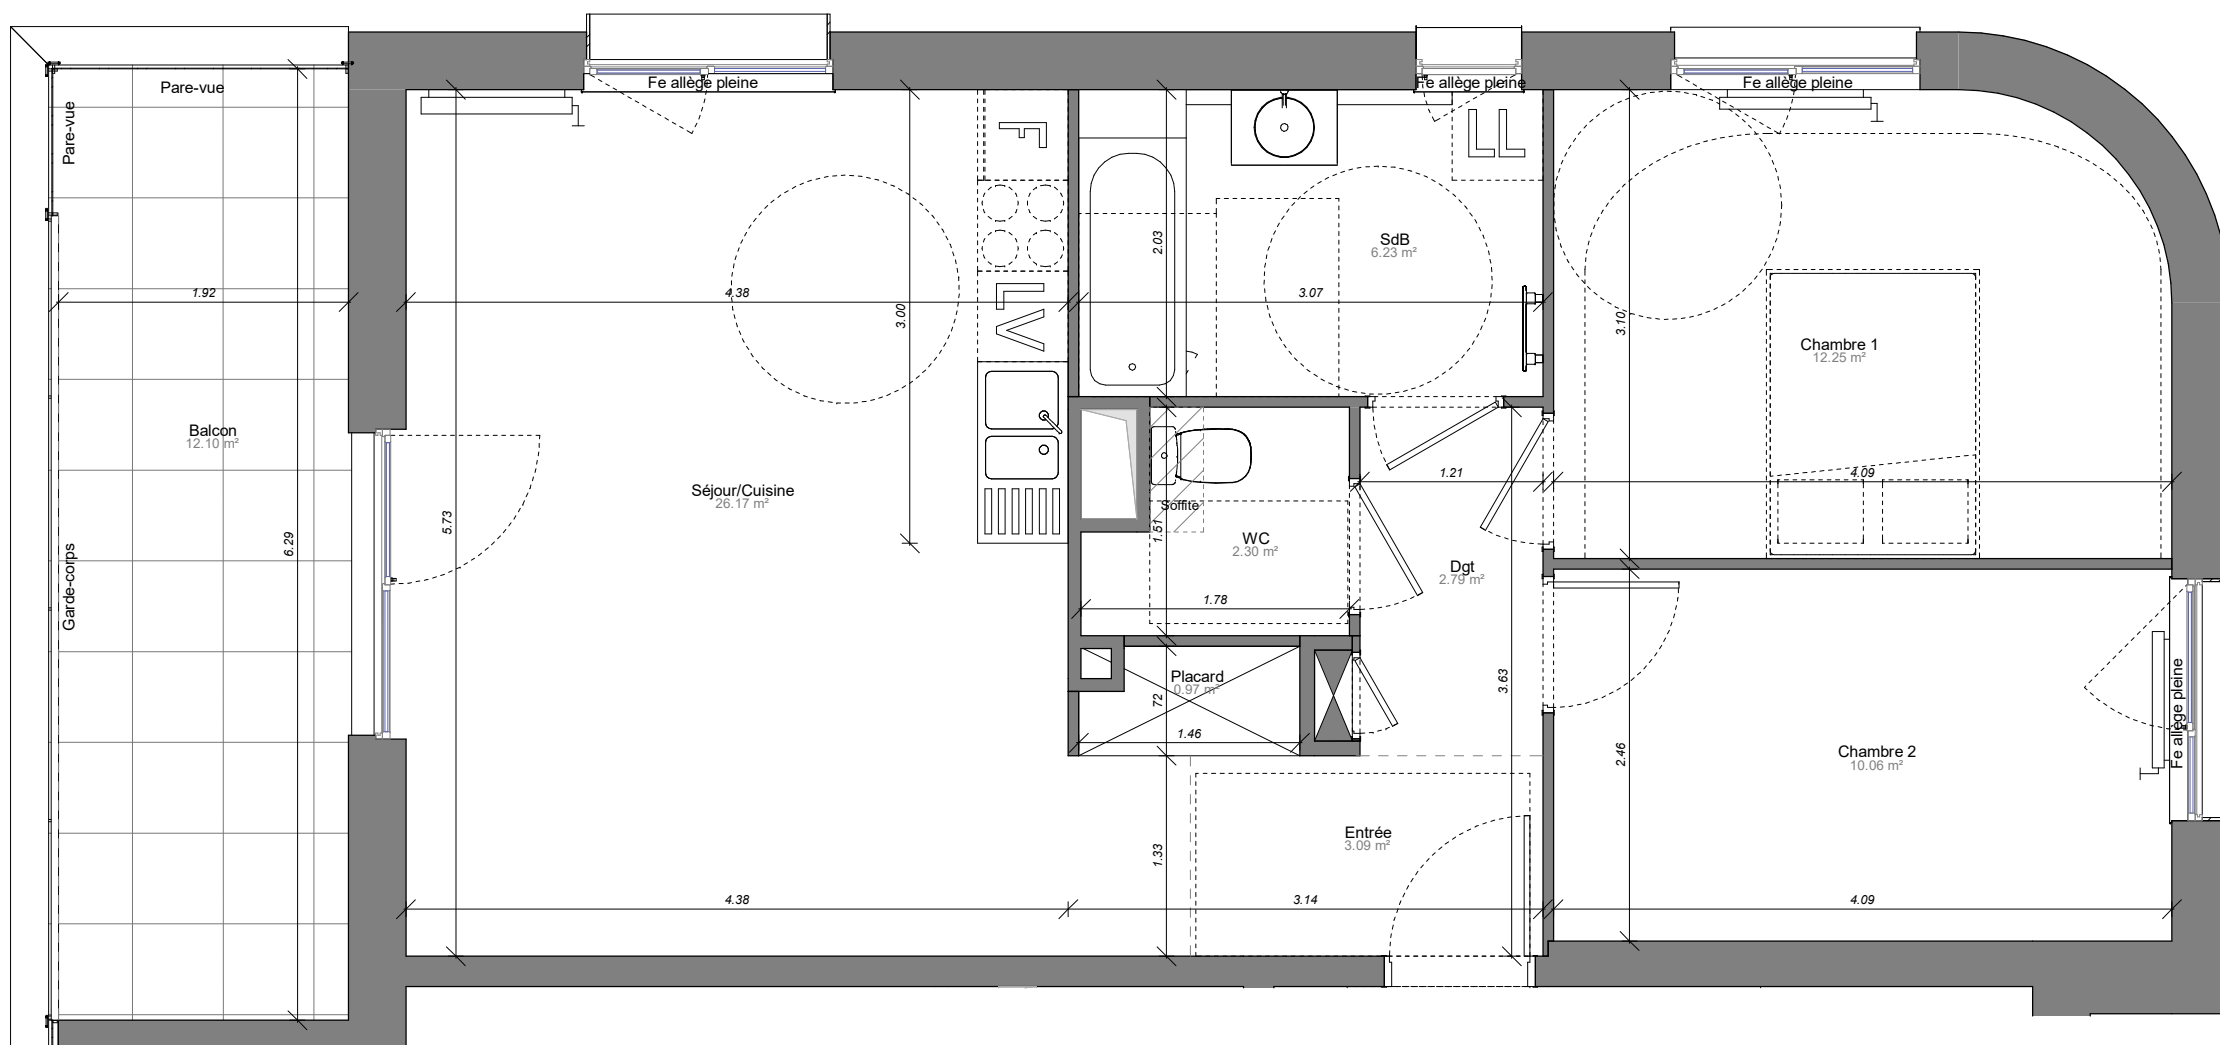 Fe allège pleine
Fe allège pleine
Fe allège pleine
Pare-vue
Pare-vue
F
LL
2.03
SdB
6.23 m²
1.92
4.38
3.07
3.00
3.10
LV
Chambre 1
12.25 m²
Balcon
12.10 m²
1.21
4.09
Séjour/Cuisine
26.17 m²
Soffite
5.73
1.51
WC
2.30 m²
6.29
Garde-corps
Dgt
2.79 m²
1.78
Placard
0.97 m²
72
3.63
1.46
2.46
Fe allège pleine
Chambre 2
10.06 m²
Entrée
3.09 m²
1.33
4.38
3.14
4.09